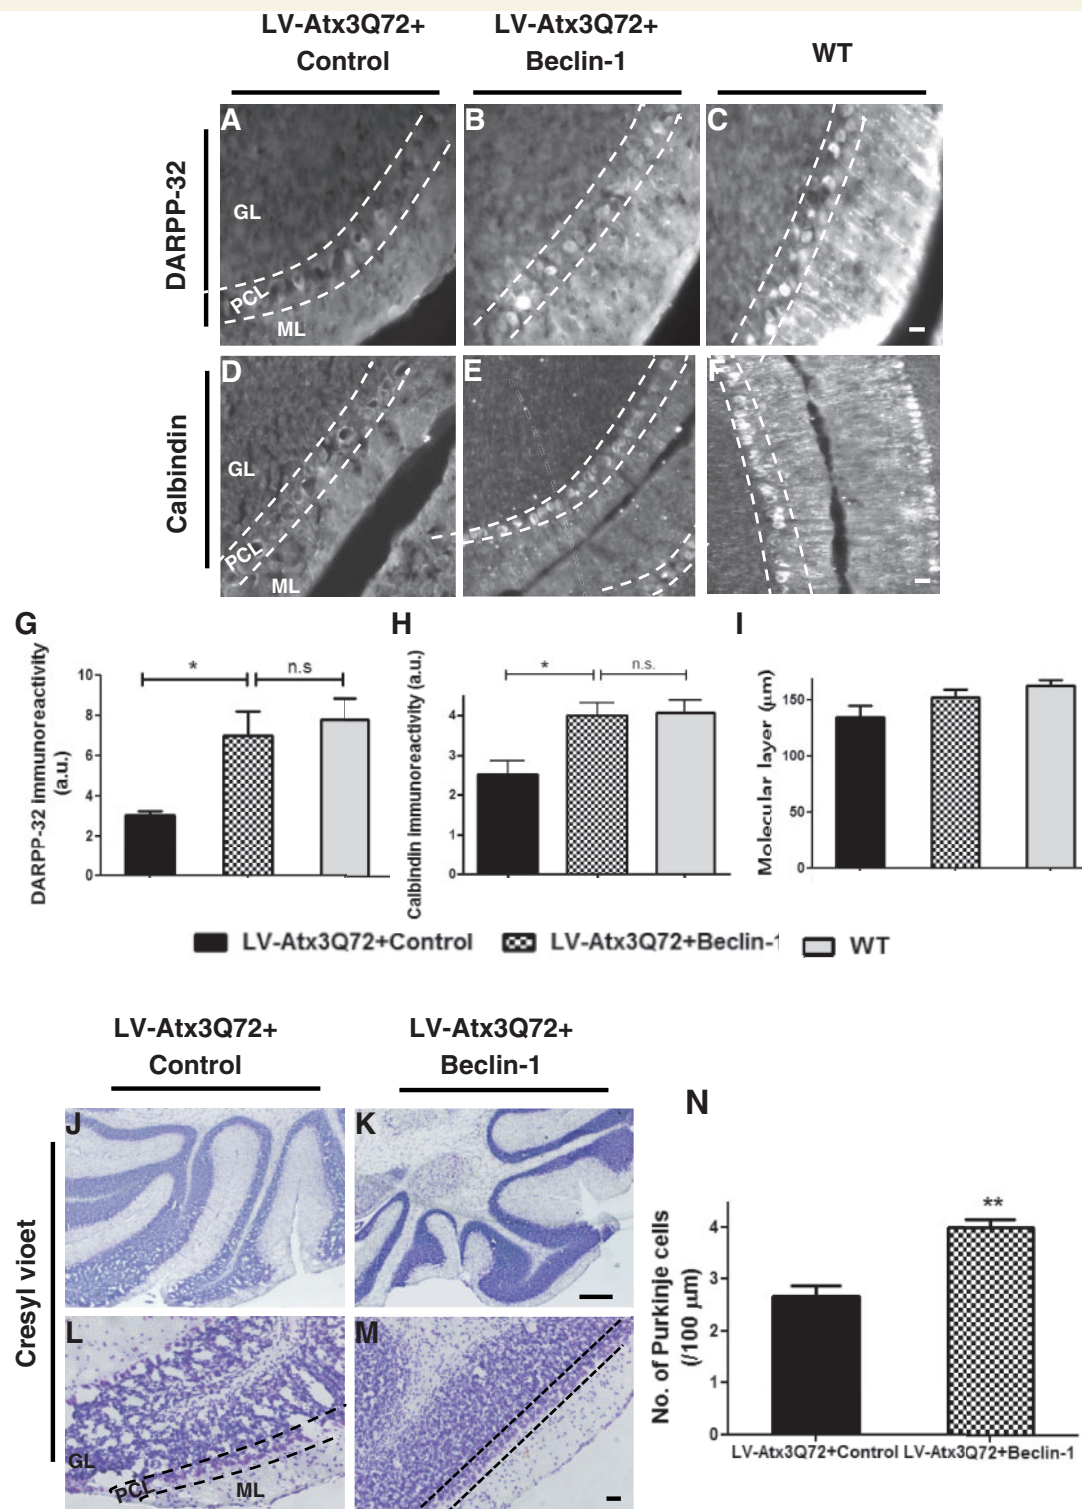 LV-Atx3Q72+
Control
LV-Atx3Q72+
Beclin-1
WT
DARPP-32
A
GL
PCL
ML
B
C
Calbindin
D
GL
PCL
ML
E
F
G
DARPP-32 immunoreactivity
(a.u.)
10
8
6
4
2
0
*
n.s
H
Calbindin immunoreactivity (a.u.)
4
3
2
1
0
*
n.s.
I
Molecular layer (μm)
150
100
50
0
LV-Atx3Q72+Control
LV-Atx3Q72+Beclin-1
WT
LV-Atx3Q72+
Control
LV-Atx3Q72+
Beclin-1
Cresyl vioet
J
K
L
GL
PCL
ML
M
N
No. of Purkinje cells
(/100 μm)
4
3
2
1
0
**
LV-Atx3Q72+Control LV-Atx3Q72+Beclin-1